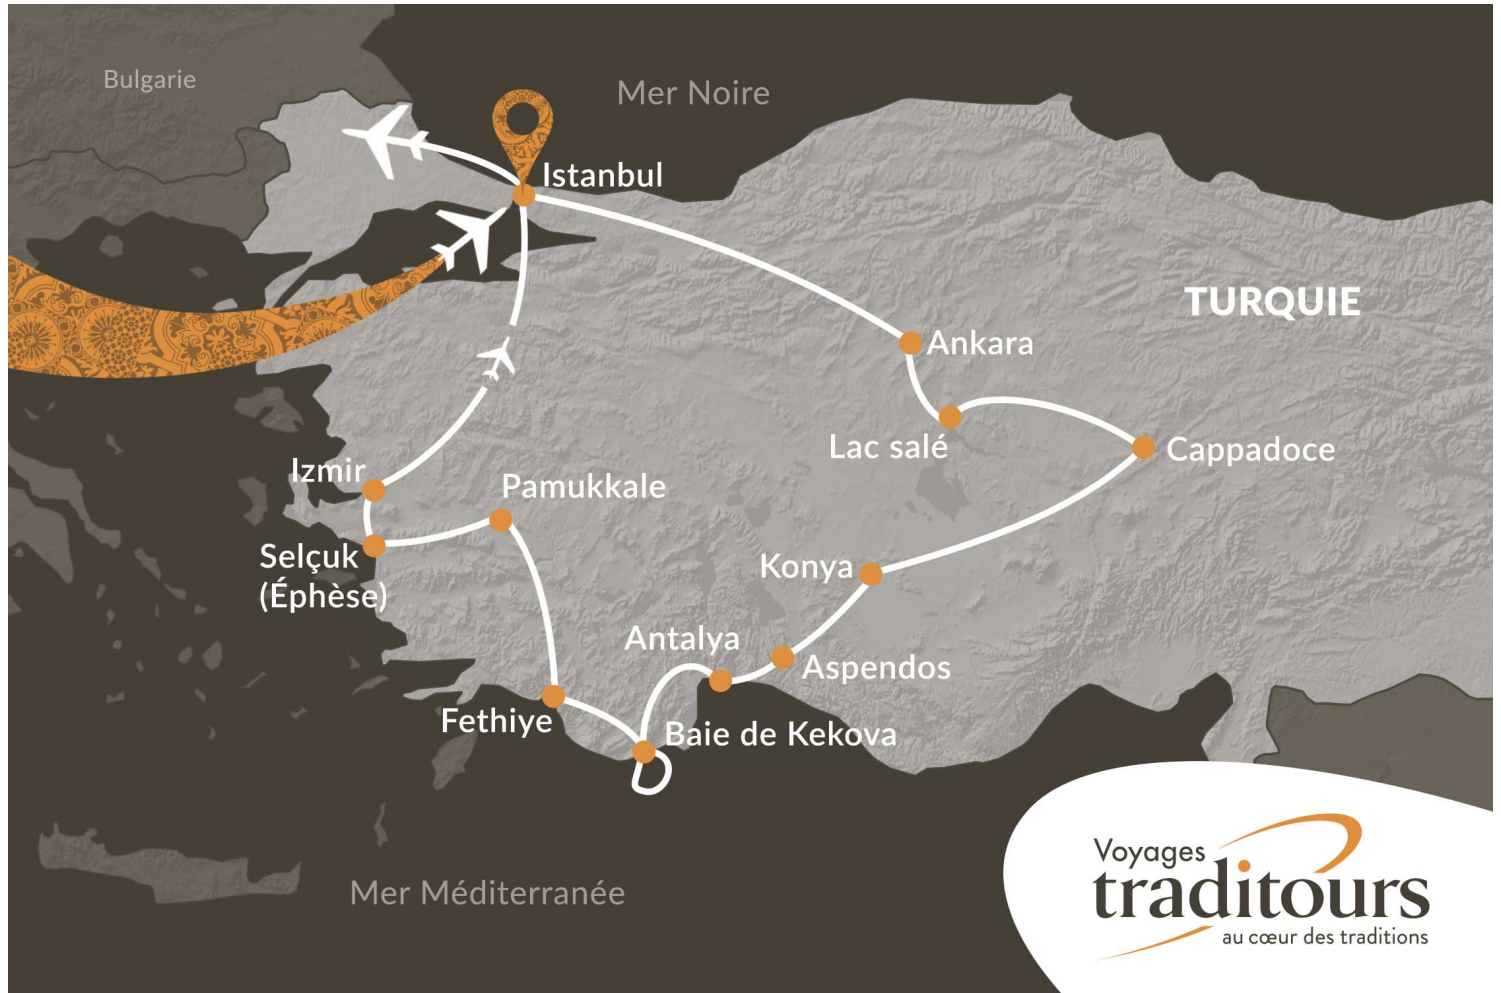 Bulgarie
Mer Noire
Istanbul
TURQUIE
Ankara
Lac salé
Cappadoce
Izmir
Pamukkale
Selçuk
(Éphèse)
Konya
Antalya
Aspendos
Fethiye
Baie de Kekova
Mer Méditerranée
Voyages
traditours
au cœur des traditions